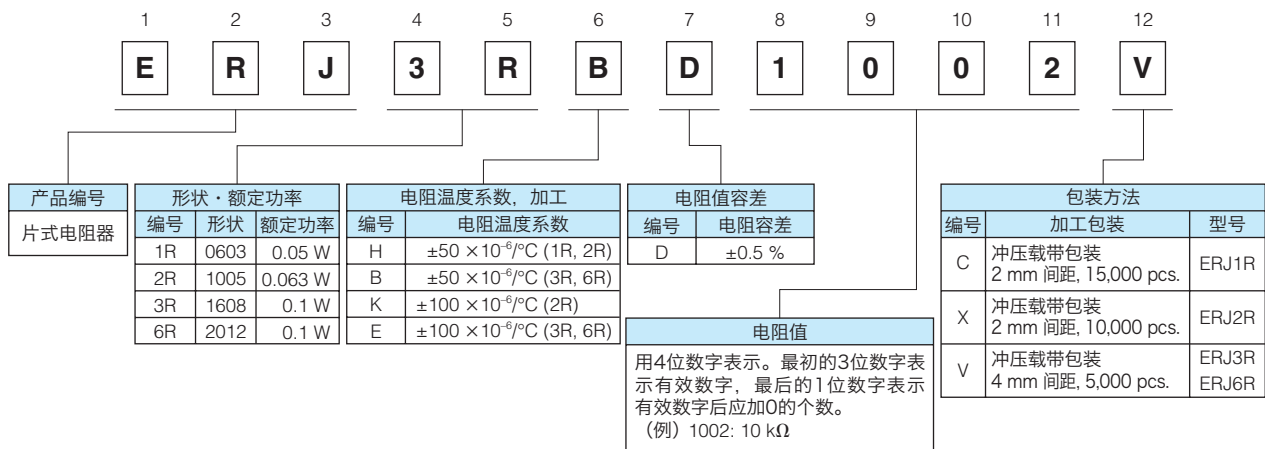 1 2 3 4 5 6 7 8 9 10 11 12
E R J 3 R B D 1 0 0 2 V
产品编号
片式电阻器
形状・额定功率
编号 形状 额定功率
1R 0603 0.05 W
2R 1005 0.063 W
3R 1608 0.1 W
6R 2012 0.1 W
电阻温度系数，加工
编号 电阻温度系数
H ±50 ×10⁻⁶/°C (1R, 2R)
B ±50 ×10⁻⁶/°C (3R, 6R)
K ±100 ×10⁻⁶/°C (2R)
E ±100 ×10⁻⁶/°C (3R, 6R)
电阻值容差
编号 电阻容差
D ±0.5 %
电阻值
用4位数字表示。最初的3位数字表
示有效数字，最后的1位数字表示
有效数字后应加0的个数。
（例）1002: 10 kΩ
包装方法
编号 加工包装 型号
C 冲压载带包装
2 mm 间距, 15,000 pcs. ERJ1R
X 冲压载带包装
2 mm 间距, 10,000 pcs. ERJ2R
V 冲压载带包装 ERJ3R
4 mm 间距, 5,000 pcs. ERJ6R